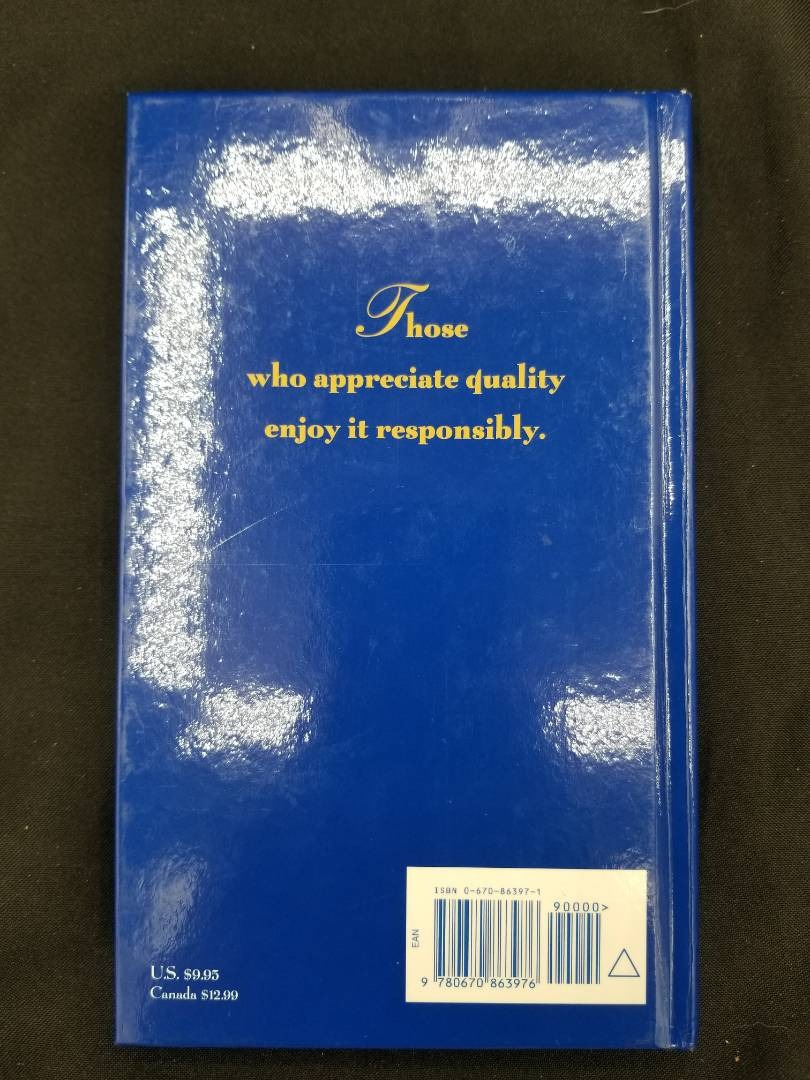 Those
who appreciate quality
enjoy it responsibly.
ISBN 0-670-86397-1
90000>
EAN
9 780670 863976
U.S. $9.95
Canada $12.99